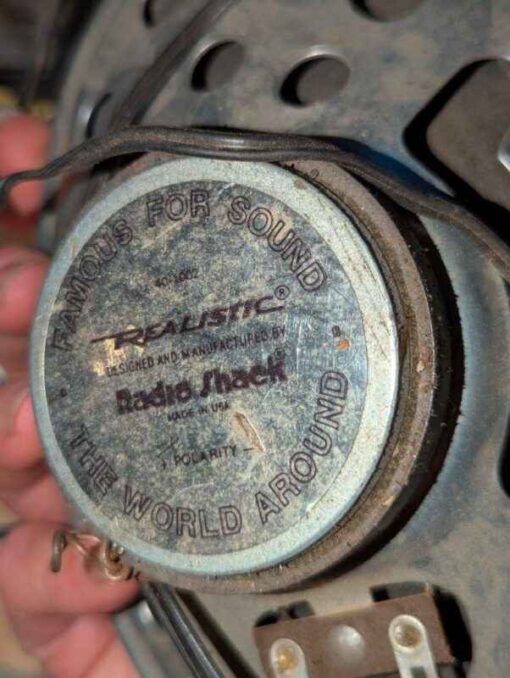 FAMOUS FOR SOUND
REALISTIC®
DESIGNED AND MANUFACTURED BY
Radio Shack
MADE IN USA
+ POLARITY -
THE WORLD AROUND